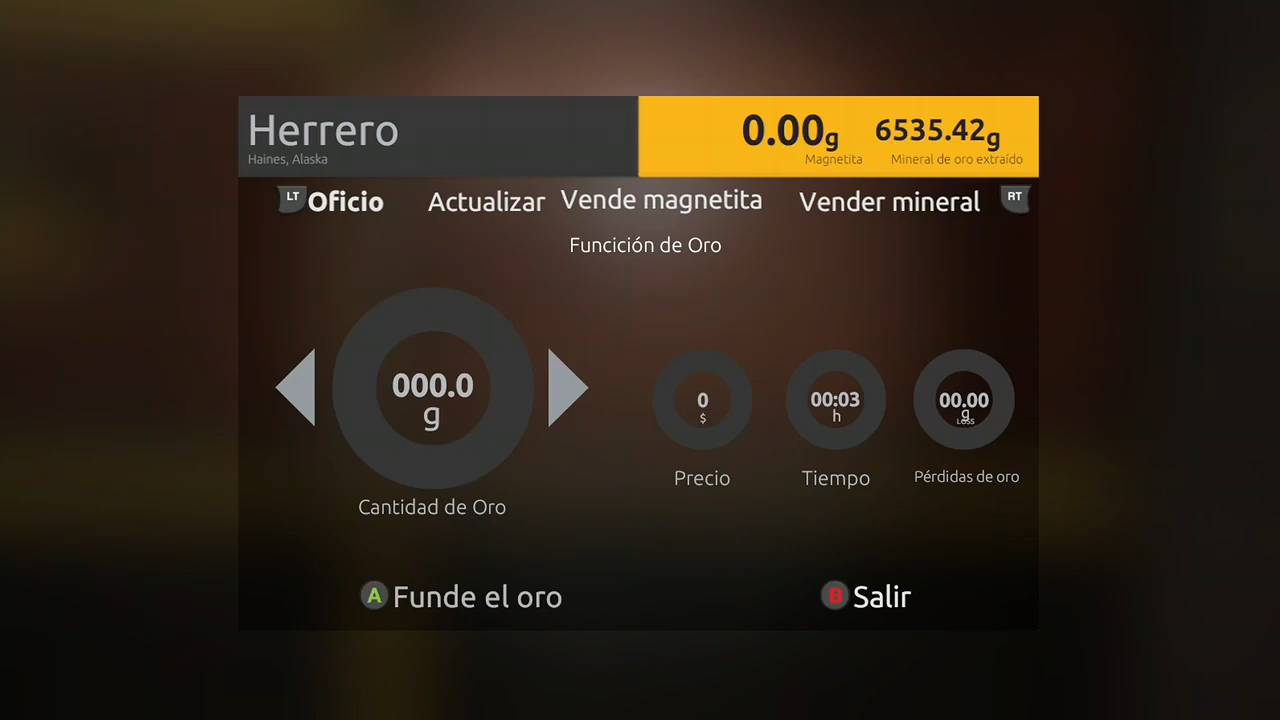 Herrero
Haines, Alaska
0.00g
Magnetita
6535.42g
Mineral de oro extraído
LT Oficio Actualizar Vende magnetita Vender mineral RT
Funcición de Oro
000.0
g
Cantidad de Oro
0
$
Precio
00:03
h
Tiempo
00.00
g
LOSS
Pérdidas de oro
A Funde el oro
B Salir